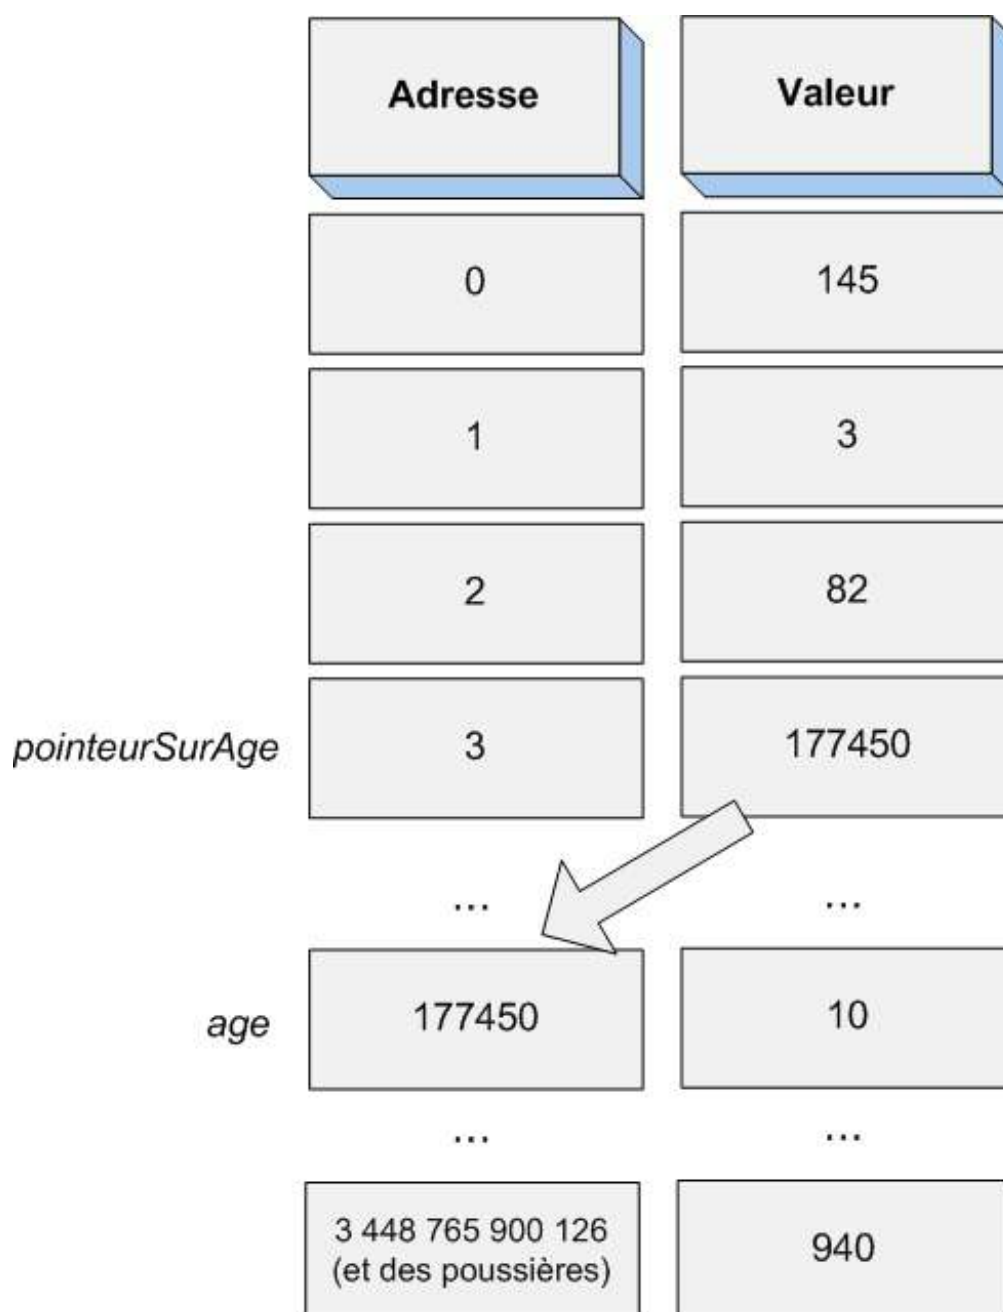 Adresse Valeur
0 145
1 3
2 82
pointeurSurAge 3 177450
... ...
age 177450 10
... ...
3 448 765 900 126
(et des poussières) 940